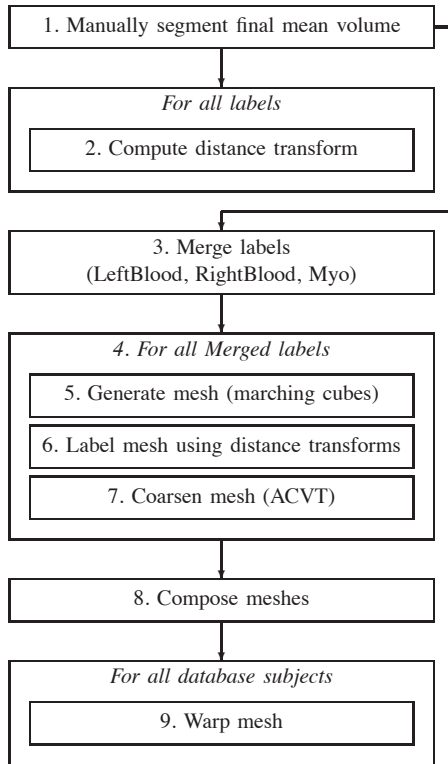 1. Manually segment final mean volume
For all labels
2. Compute distance transform
3. Merge labels
(LeftBlood, RightBlood, Myo)
4. For all Merged labels
5. Generate mesh (marching cubes)
6. Label mesh using distance transforms
7. Coarsen mesh (ACVT)
8. Compose meshes
For all database subjects
9. Warp mesh